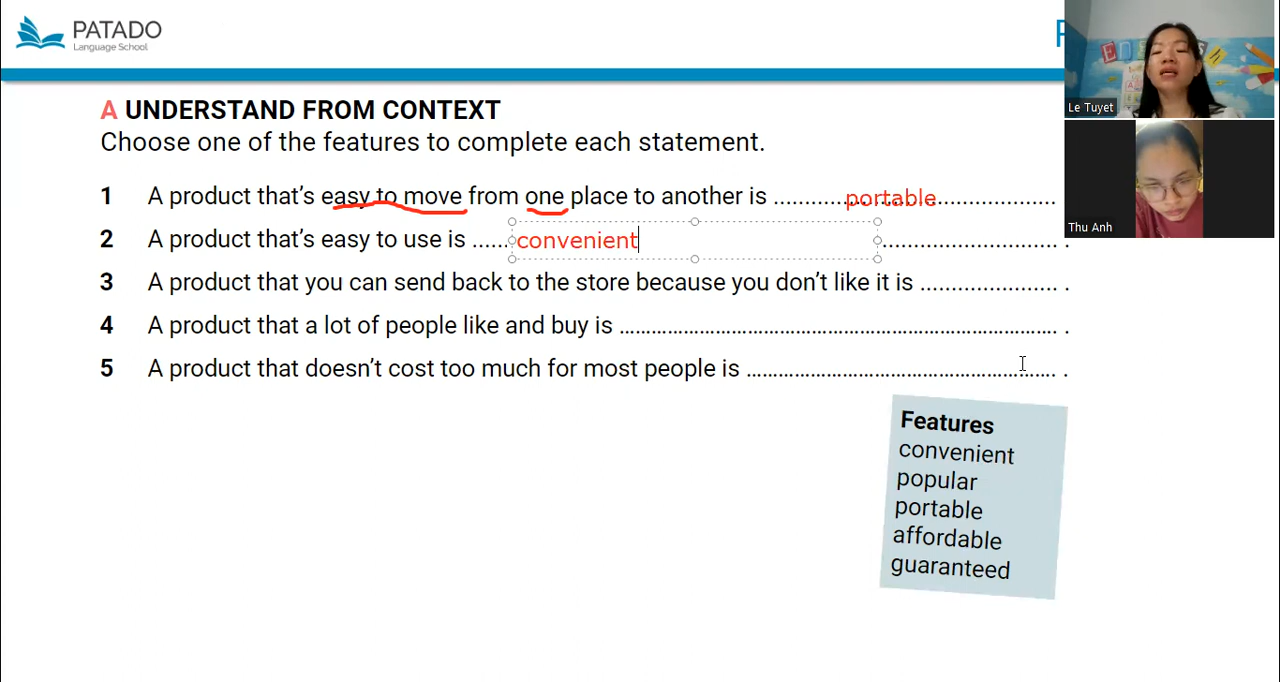 PATADO
Language School
P
A UNDERSTAND FROM CONTEXT
Choose one of the features to complete each statement.
1 A product that's easy to move from one place to another is .......... portable ..........
2 A product that's easy to use is ...... convenient .......... .
3 A product that you can send back to the store because you don't like it is .......... .
4 A product that a lot of people like and buy is .......... .
5 A product that doesn't cost too much for most people is .......... .
Features
convenient
popular
portable
affordable
guaranteed
Le Tuyet
Thu Anh